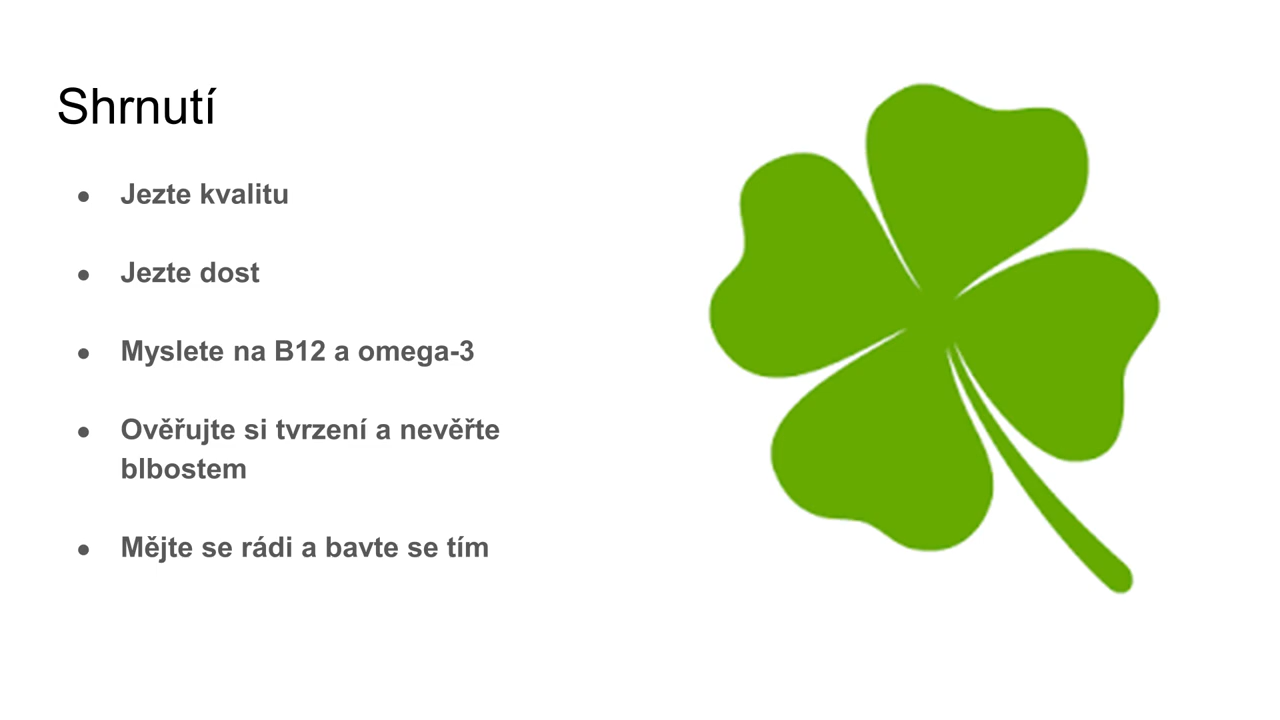 Shrnutí
● Jezte kvalitu
● Jezte dost
● Myslete na B12 a omega-3
● Ověřujte si tvrzení a nevěřte
blbostem
● Mějte se rádi a bavte se tím